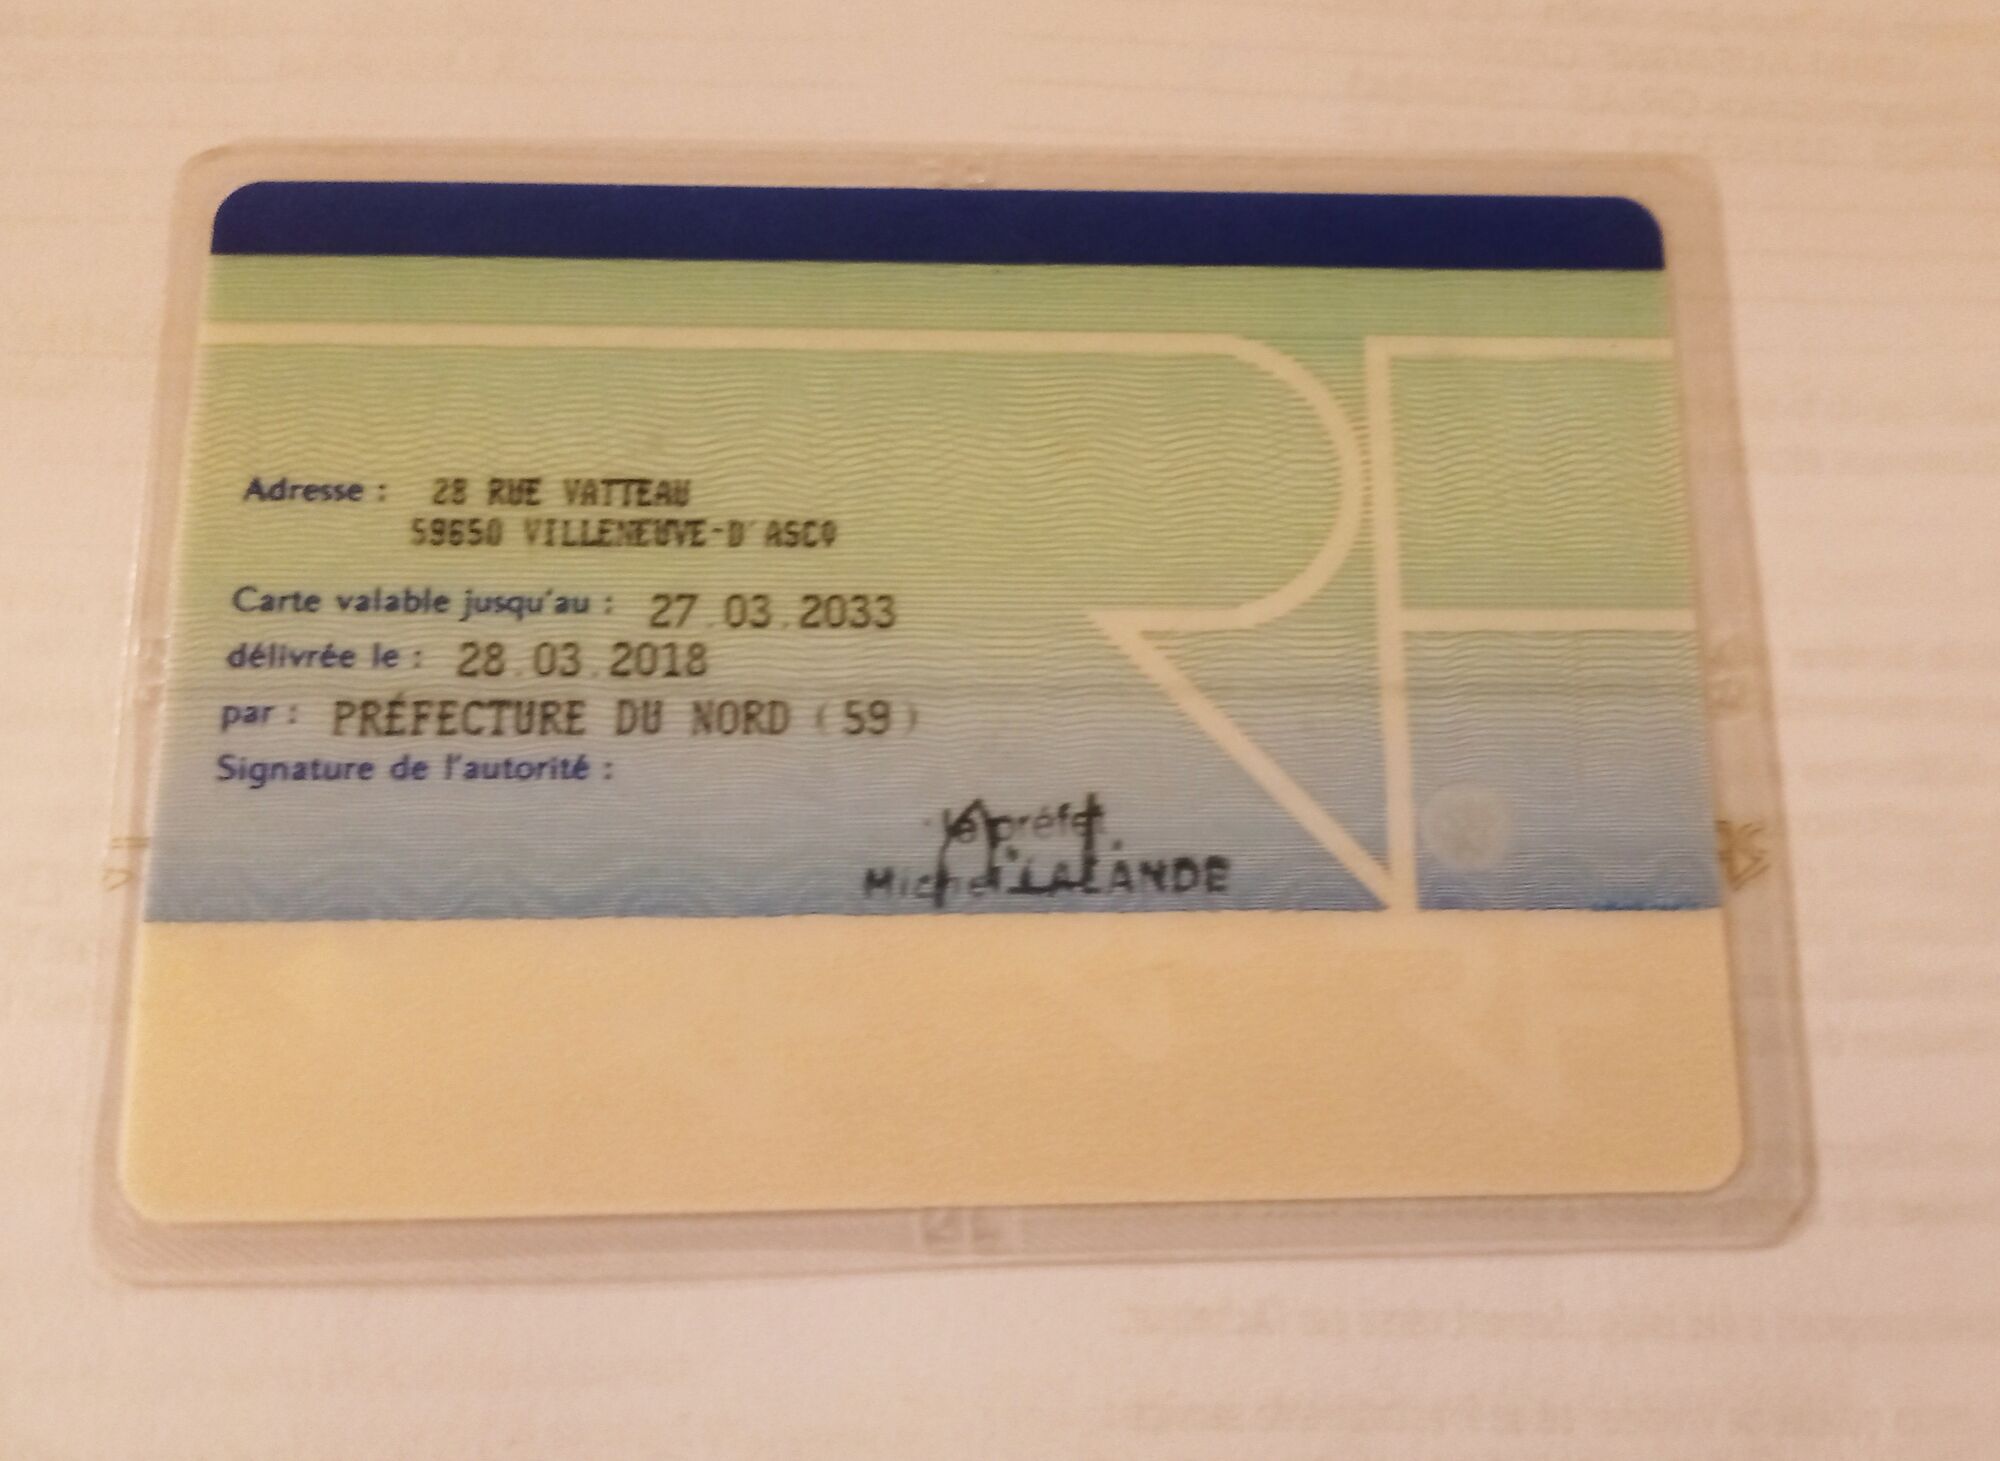 Adresse : 28 RUE VATTEAU
59650 VILLENEUVE-D'ASCQ
Carte valable jusqu'au : 27.03.2033
délivrée le : 28.03.2018
par : PRÉFECTURE DU NORD (59)
Signature de l'autorité :
Le préfet
Michel LALANDE
RF